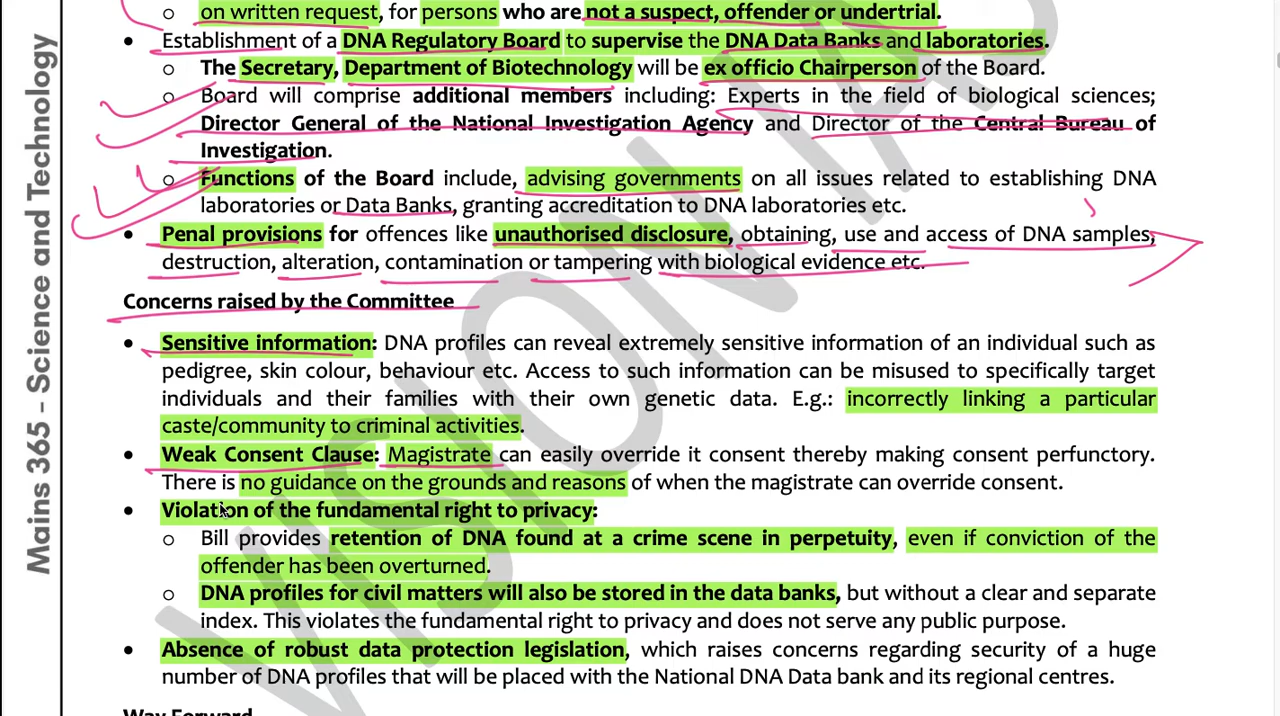 o on written request, for persons who are not a suspect, offender or undertrial.
• Establishment of a DNA Regulatory Board to supervise the DNA Data Banks and laboratories.
o The Secretary, Department of Biotechnology will be ex officio Chairperson of the Board.
o Board will comprise additional members including: Experts in the field of biological sciences;
Director General of the National Investigation Agency and Director of the Central Bureau of
Investigation.
o Functions of the Board include, advising governments on all issues related to establishing DNA
laboratories or Data Banks, granting accreditation to DNA laboratories etc.
• Penal provisions for offences like unauthorised disclosure, obtaining, use and access of DNA samples,
destruction, alteration, contamination or tampering with biological evidence etc.
Concerns raised by the Committee
• Sensitive information: DNA profiles can reveal extremely sensitive information of an individual such as
pedigree, skin colour, behaviour etc. Access to such information can be misused to specifically target
individuals and their families with their own genetic data. E.g.: incorrectly linking a particular
caste/community to criminal activities.
• Weak Consent Clause: Magistrate can easily override it consent thereby making consent perfunctory.
There is no guidance on the grounds and reasons of when the magistrate can override consent.
• Violation of the fundamental right to privacy:
o Bill provides retention of DNA found at a crime scene in perpetuity, even if conviction of the
offender has been overturned.
o DNA profiles for civil matters will also be stored in the data banks, but without a clear and separate
index. This violates the fundamental right to privacy and does not serve any public purpose.
• Absence of robust data protection legislation, which raises concerns regarding security of a huge
number of DNA profiles that will be placed with the National DNA Data bank and its regional centres.
Way Forward
Mains 365 - Science and Technology
VISION IA